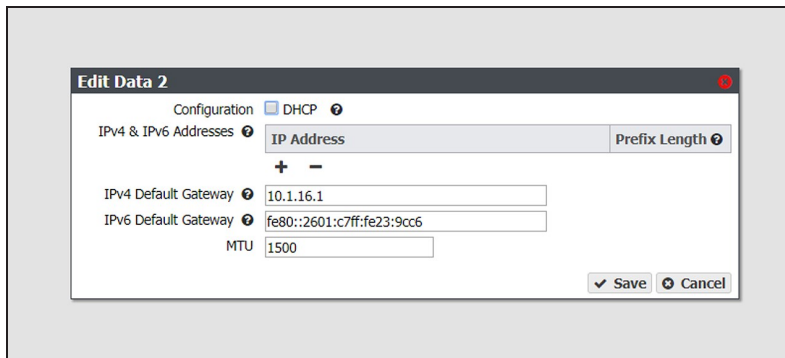 Edit Data 2
Configuration DHCP ?
IPv4 & IPv6 Addresses ? IP Address Prefix Length ?
+ −
IPv4 Default Gateway ? 10.1.16.1
IPv6 Default Gateway ? fe80::2601:c7ff:fe23:9cc6
MTU 1500
Save Cancel